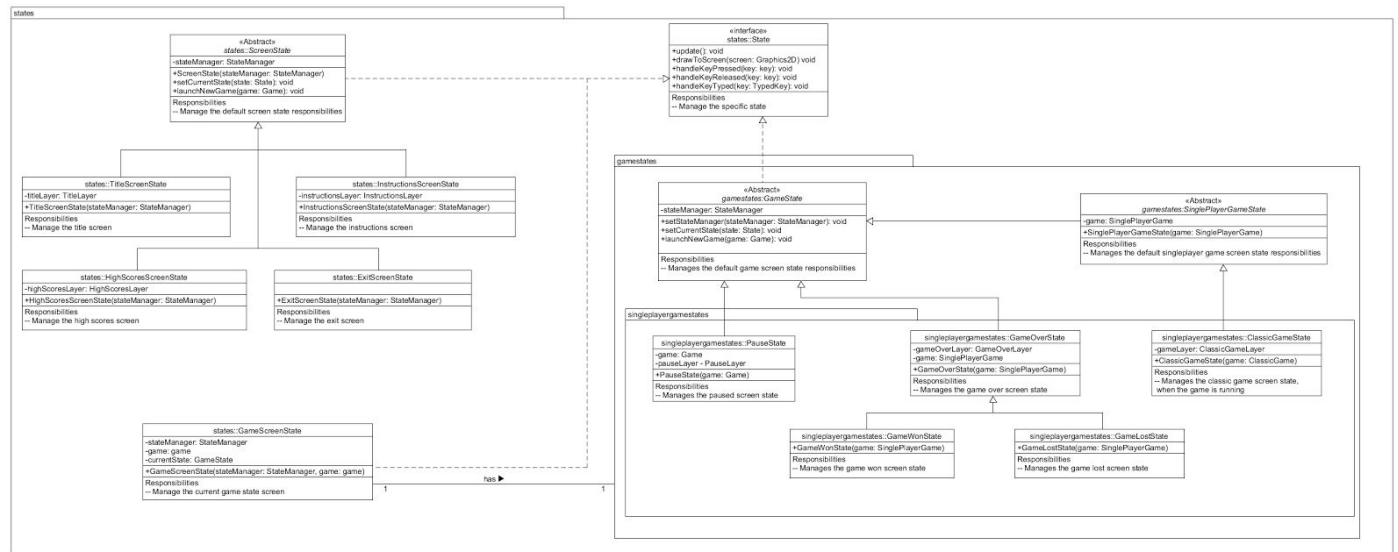 states
«Abstract»
states::ScreenState
-stateManager: StateManager
+ScreenState(stateManager: StateManager)
+setCurrentState(state: State): void
+launchNewGame(game: Game): void
Responsibilities
-- Manage the default screen state responsibilities
«interface»
states::State
+update(): void
+drawToScreen(screen: Graphics2D) void
+handleKeyPressed(key: key): void
+handleKeyReleased(key: key): void
+handleKeyTyped(key: TypedKey): void
Responsibilities
-- Manage the specific state
states::TitleScreenState
-titleLayer: TitleLayer
+TitleScreenState(stateManager: StateManager)
Responsibilities
-- Manage the title screen
states::InstructionsScreenState
-instructionsLayer: InstructionsLayer
+InstructionsScreenState(stateManager: StateManager)
Responsibilities
-- Manage the instructions screen
states::HighScoresScreenState
-highScoresLayer: HighScoresLayer
+HighScoresScreenState(stateManager: StateManager)
Responsibilities
-- Manage the high scores screen
states::ExitScreenState
+ExitScreenState(stateManager: StateManager)
Responsibilities
-- Manage the exit screen
gamestates
«Abstract»
gamestates:GameState
-stateManager: StateManager
+setStateManager(stateManager: StateManager): void
+setCurrentState(state: State): void
+launchNewGame(game: Game): void
Responsibilities
-- Manages the default game screen state responsibilities
«Abstract»
gamestates:SinglePlayerGameState
-game: SinglePlayerGame
+SinglePlayerGameState(game: SinglePlayerGame)
Responsibilities
-- Manages the default singleplayer game screen state responsibilities
singleplayergamestates
singleplayergamestates::PauseState
-game: Game
-pauseLayer - PauseLayer
+PauseState(game: Game)
Responsibilities
-- Manages the paused screen state
singleplayergamestates::GameOverState
-gameOverLayer: GameOverLayer
-game: SinglePlayerGame
+GameOverState(game: SinglePlayerGame)
Responsibilities
-- Manages the game over screen state
singleplayergamestates::ClassicGameState
-gameLayer: ClassicGameLayer
+ClassicGameState(game: ClassicGame)
Responsibilities
-- Manages the classic game screen state,
when the game is running
singleplayergamestates::GameWonState
+GameWonState(game: SinglePlayerGame)
Responsibilities
-- Manages the game won screen state
singleplayergamestates::GameLostState
+GameLostState(game: SinglePlayerGame)
Responsibilities
-- Manages the game lost screen state
states::GameScreenState
-stateManager: StateManager
-game: game
-currentState: GameState
+GameScreenState(stateManager: StateManager, game: game)
Responsibilities
-- Manage the current game state screen
has ▶
1
1